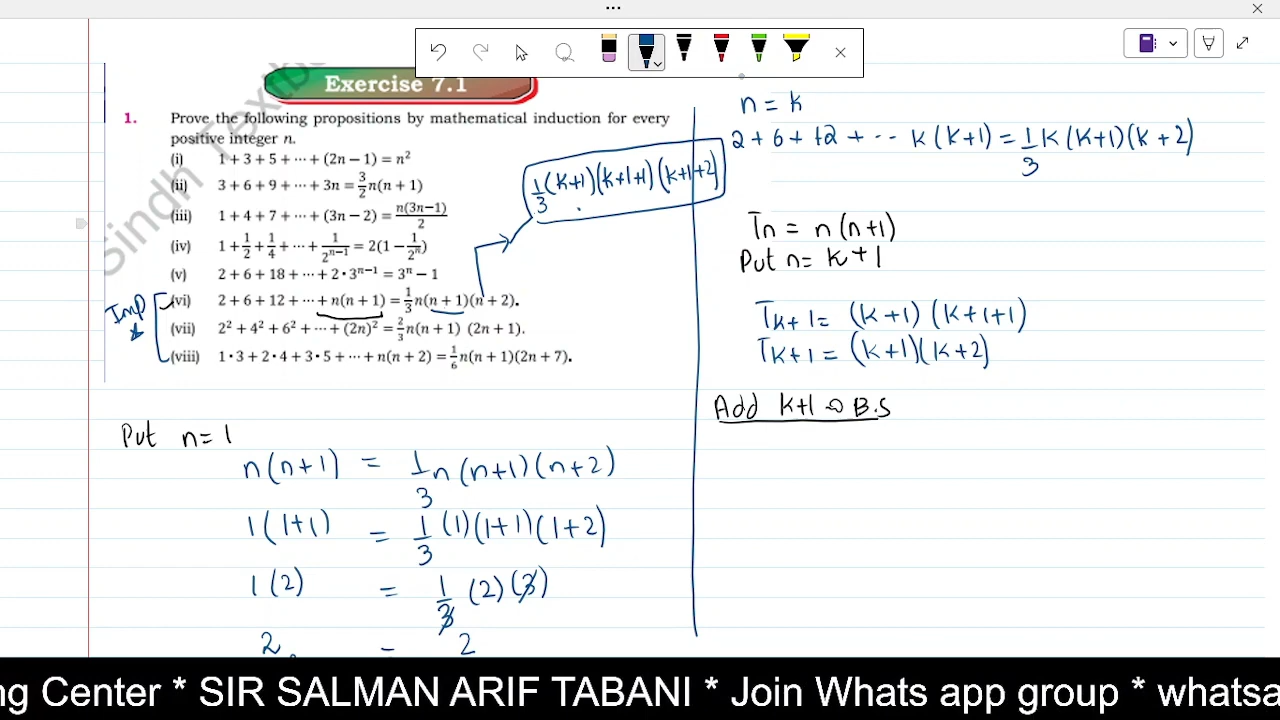 Exercise 7.1
1. Prove the following propositions by mathematical induction for every
positive integer n.
(i) 1 + 3 + 5 + ⋯ + (2n − 1) = n²
(ii) 3 + 6 + 9 + ⋯ + 3n = 3/2 n(n + 1)
(iii) 1 + 4 + 7 + ⋯ + (3n − 2) = n(3n−1)/2
(iv) 1 + 1/2 + 1/4 + ⋯ + 1/2ⁿ⁻¹ = 2(1 − 1/2ⁿ)
(v) 2 + 6 + 18 + ⋯ + 2 · 3ⁿ⁻¹ = 3ⁿ − 1
(vi) 2 + 6 + 12 + ⋯ + n(n + 1) = 1/3 n(n + 1)(n + 2).
(vii) 2² + 4² + 6² + ⋯ + (2n)² = 2/3 n(n + 1) (2n + 1).
(viii) 1 · 3 + 2 · 4 + 3 · 5 + ⋯ + n(n + 2) = 1/6 n(n + 1)(2n + 7).
Sindh Textbo
Imp
1/3 (k+1)(k+1+1)(k+1+2)
Put n = 1
n(n+1) = 1/3 n(n+1)(n+2)
1(1+1) = 1/3 (1)(1+1)(1+2)
1(2) = 1/3 (2)(3)
2 = 2
n = k
2 + 6 + +2 + ⋯ k(k+1) = 1/3 k(k+1)(k+2)
Tn = n(n+1)
Put n = k+1
Tk+1 = (k+1)(k+1+1)
Tk+1 = (k+1)(k+2)
Add k+1 B.S
ng Center * SIR SALMAN ARIF TABANI * Join Whats app group * whatsa